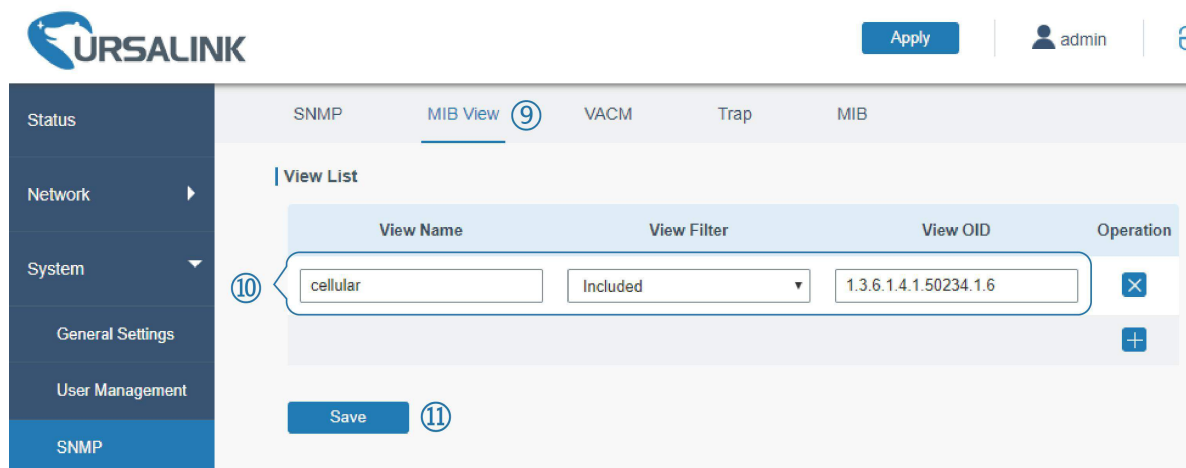 URSALINK
Apply
admin
Status
SNMP
MIB View ⑨
VACM
Trap
MIB
Network
View List
View Name
View Filter
View OID
Operation
System
⑩
cellular
Included
1.3.6.1.4.1.50234.1.6
General Settings
User Management
Save ⑪
SNMP